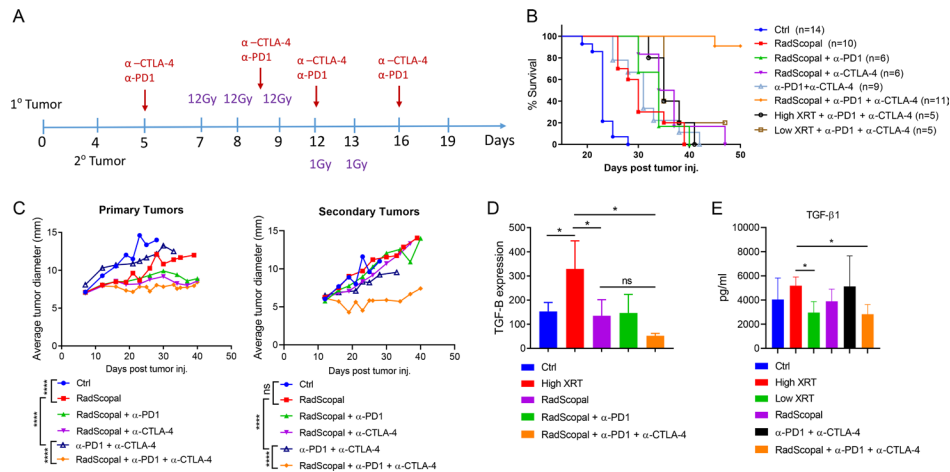 A
α –CTLA-4
α-PD1
α –CTLA-4
α-PD1
α –CTLA-4
α-PD1
α –CTLA-4
α-PD1
12Gy 12Gy 12Gy
1° Tumor
0 4 5 7 8 9 12 13 16 19 Days
2° Tumor
1Gy 1Gy
B
% Survival
100
80
60
40
20
0
20 30 40 50
Days post tumor inj.
Ctrl (n=14)
RadScopal (n=10)
RadScopal + α-PD1 (n=6)
RadScopal + α-CTLA-4 (n=6)
α-PD1+α-CTLA-4 (n=9)
RadScopal + α-PD1 + α-CTLA-4 (n=11)
High XRT + α-PD1 + α-CTLA-4 (n=5)
Low XRT + α-PD1 + α-CTLA-4 (n=5)
C
Primary Tumors
Average tumor diameter (mm)
15
10
5
0
0 10 20 30 40 50
Days post tumor inj.
**** **** ****
Ctrl
RadScopal
RadScopal + α-PD1
RadScopal + α-CTLA-4
α-PD1 + α-CTLA-4
RadScopal + α-PD1 + α-CTLA-4
Secondary Tumors
Average tumor diameter (mm)
15
10
5
0
0 10 20 30 40 50
Days post tumor inj.
ns **** ****
Ctrl
RadScopal
RadScopal + α-PD1
RadScopal + α-CTLA-4
α-PD1 + α-CTLA-4
RadScopal + α-PD1 + α-CTLA-4
D
TGF-B expression
500
400
300
200
100
0
*
* *
ns
Ctrl
High XRT
RadScopal
RadScopal + α-PD1
RadScopal + α-PD1 + α-CTLA-4
E
TGF-β1
pg/ml
10000
8000
6000
4000
2000
0
*
*
Ctrl
High XRT
Low XRT
RadScopal
α-PD1 + α-CTLA-4
RadScopal + α-PD1 + α-CTLA-4